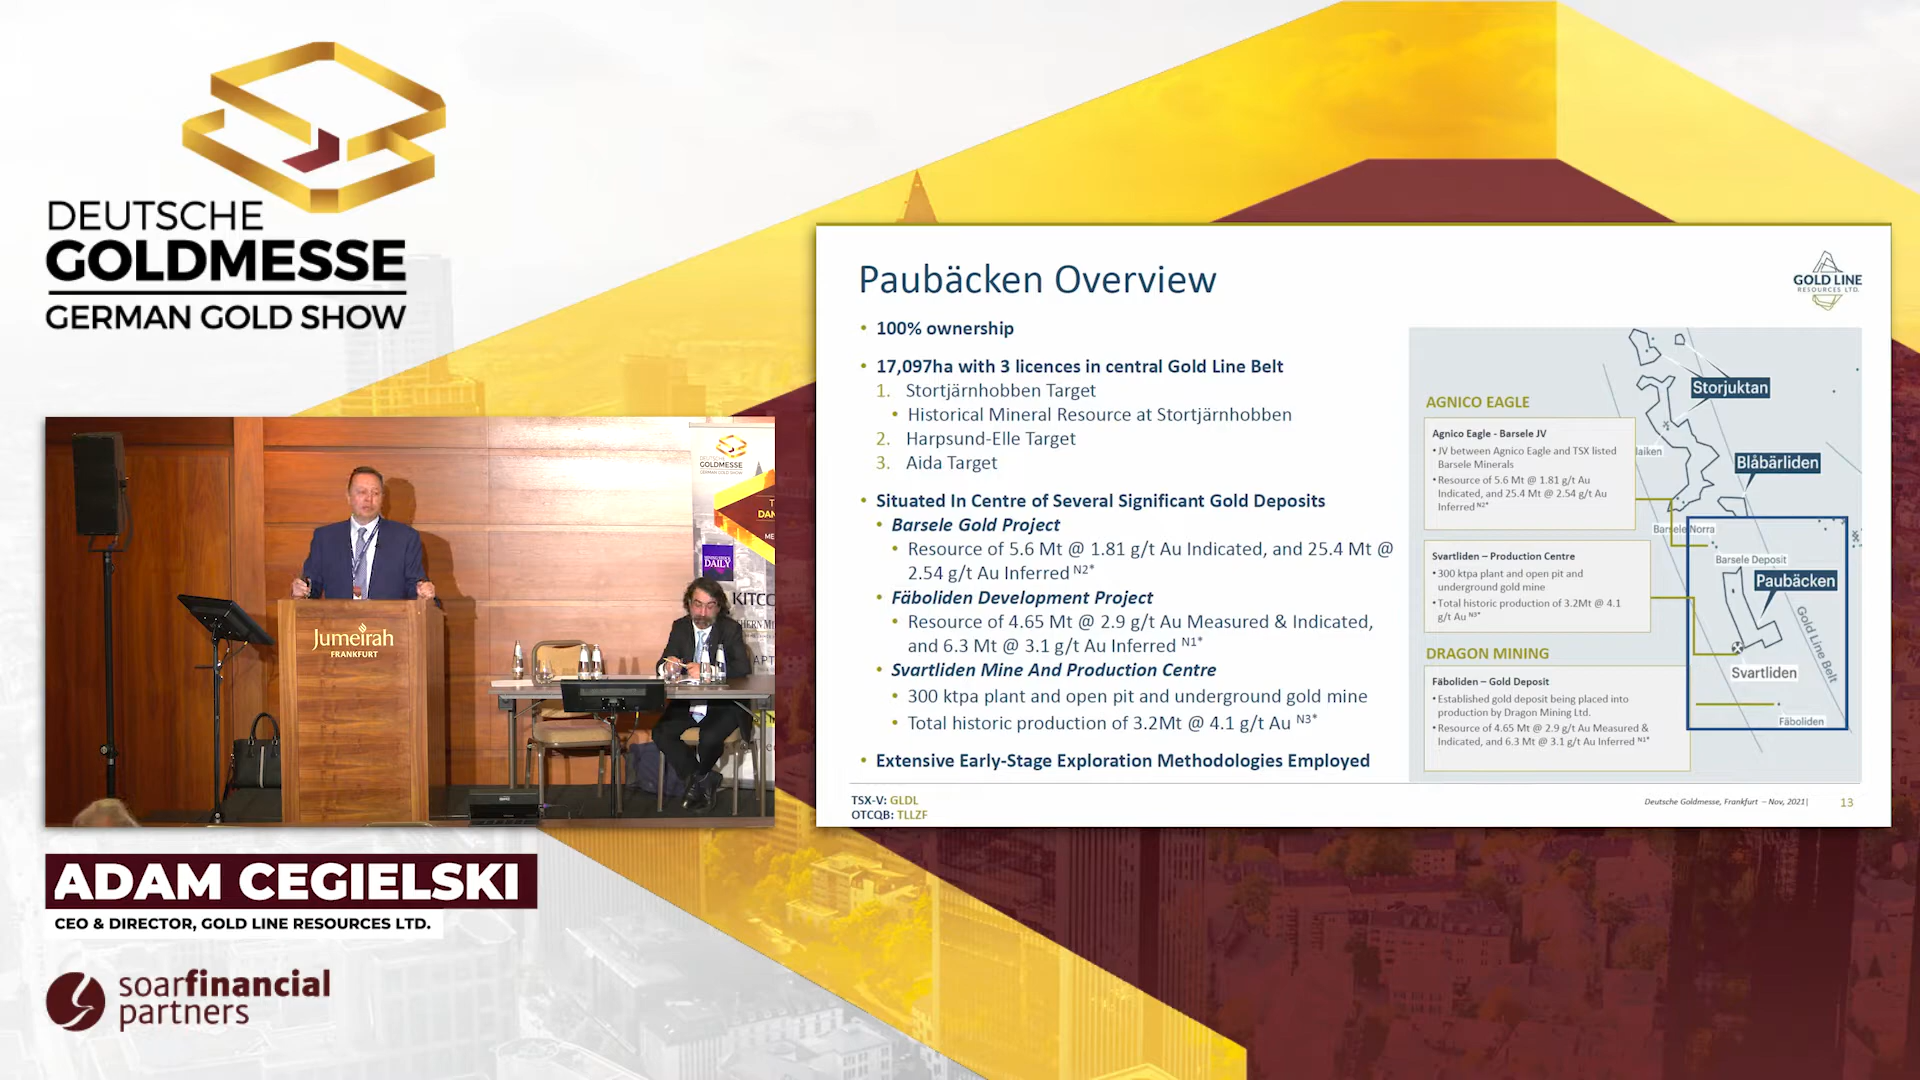 DEUTSCHE
GOLDMESSE
GERMAN GOLD SHOW
DEUTSCHE
GOLDMESSE
GERMAN GOLD SHOW
DAILY
KITCO
Jumeirah
FRANKFURT
ADAM CEGIELSKI
CEO & DIRECTOR, GOLD LINE RESOURCES LTD.
soarfinancial
partners
Paubäcken Overview
GOLD LINE
RESOURCES LTD.
• 100% ownership
• 17,097ha with 3 licences in central Gold Line Belt
1. Stortjärnhobben Target
• Historical Mineral Resource at Stortjärnhobben
2. Harpsund-Elle Target
3. Aida Target
• Situated In Centre of Several Significant Gold Deposits
• Barsele Gold Project
• Resource of 5.6 Mt @ 1.81 g/t Au Indicated, and 25.4 Mt @
2.54 g/t Au Inferred N2*
• Fäboliden Development Project
• Resource of 4.65 Mt @ 2.9 g/t Au Measured & Indicated,
and 6.3 Mt @ 3.1 g/t Au Inferred N1*
• Svartliden Mine And Production Centre
• 300 ktpa plant and open pit and underground gold mine
• Total historic production of 3.2Mt @ 4.1 g/t Au N3*
• Extensive Early-Stage Exploration Methodologies Employed
AGNICO EAGLE
Agnico Eagle - Barsele JV
• JV between Agnico Eagle and TSX listed
Barsele Minerals
• Resource of 5.6 Mt @ 1.81 g/t Au
Indicated, and 25.4 Mt @ 2.54 g/t Au
Inferred N2*
Svartliden – Production Centre
• 300 ktpa plant and open pit and
underground gold mine
• Total historic production of 3.2Mt @ 4.1
g/t Au N3*
DRAGON MINING
Fäboliden – Gold Deposit
• Established gold deposit being placed into
production by Dragon Mining Ltd.
• Resource of 4.65 Mt @ 2.9 g/t Au Measured &
Indicated, and 6.3 Mt @ 3.1 g/t Au Inferred N1*
Storjuktan
Blåbärliden
Barsele Norra
Barsele Deposit
Paubäcken
Gold Line Belt
Svartliden
Fäboliden
TSX-V: GLDL
OTCQB: TLLZF
Deutsche Goldmesse, Frankfurt – Nov, 2021|
13